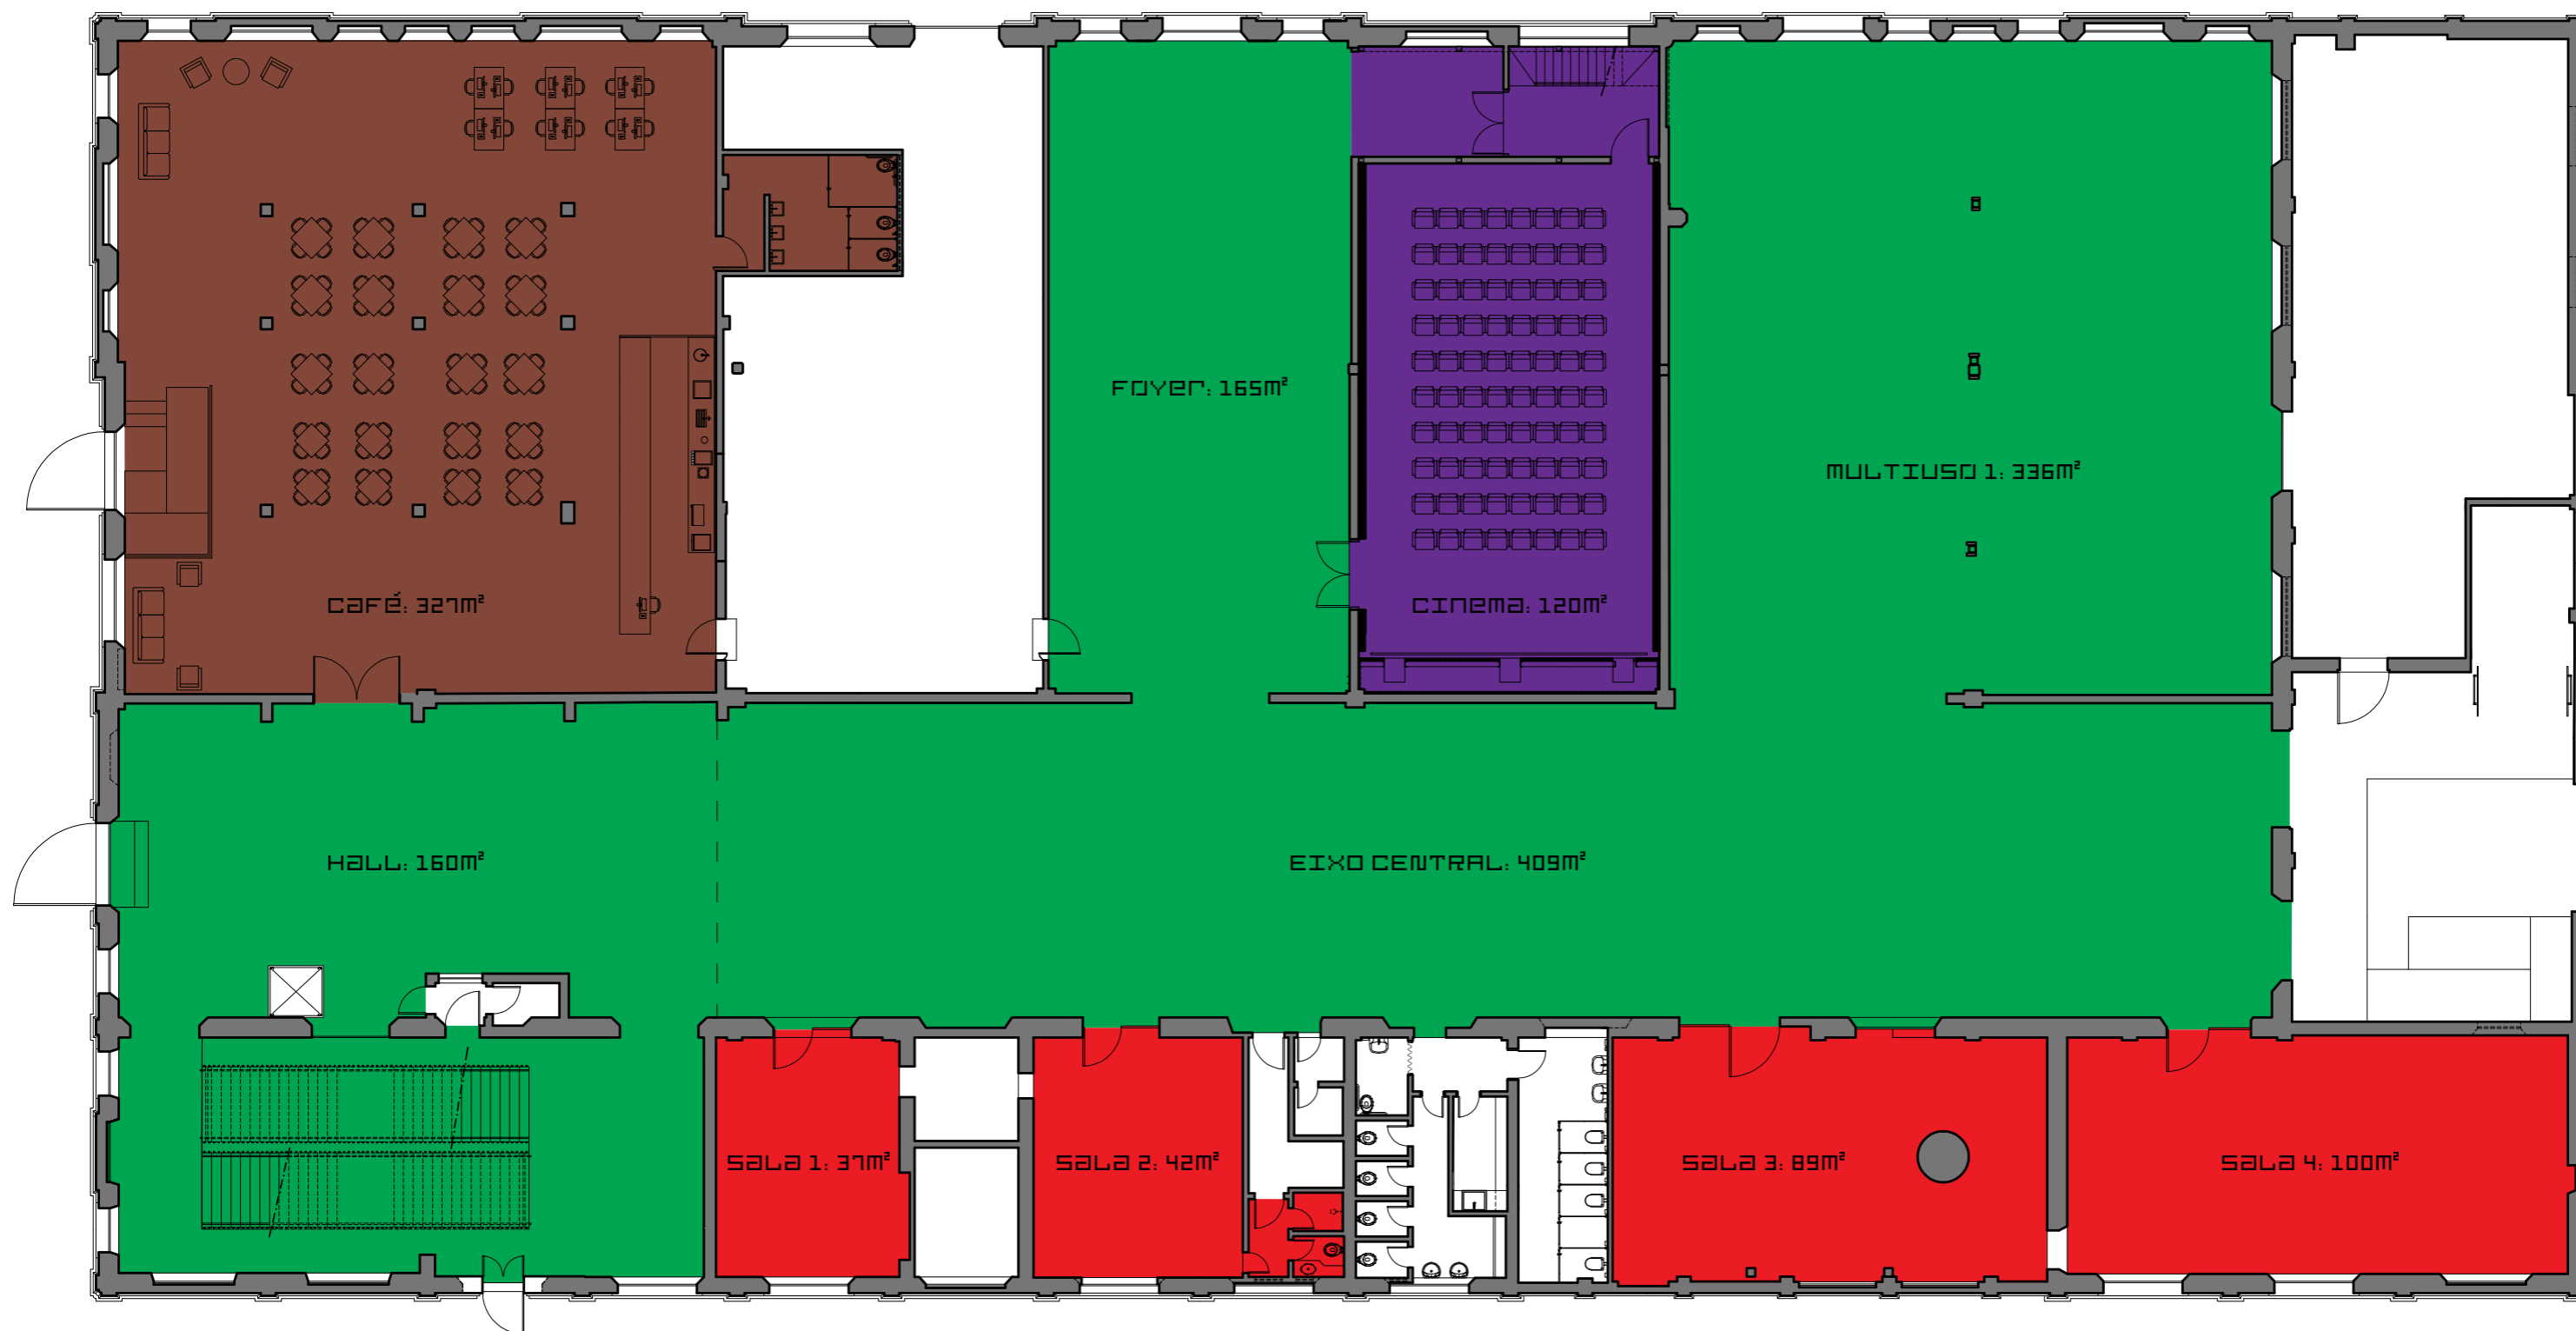 Foyer: 165m²
multiuso 1: 336m²
café: 327m²
cinema: 120m²
Hall: 160m²
EIXO CENTRAL: 409m²
sala 1: 37m²
sala 2: 42m²
sala 3: 89m²
sala 4: 100m²